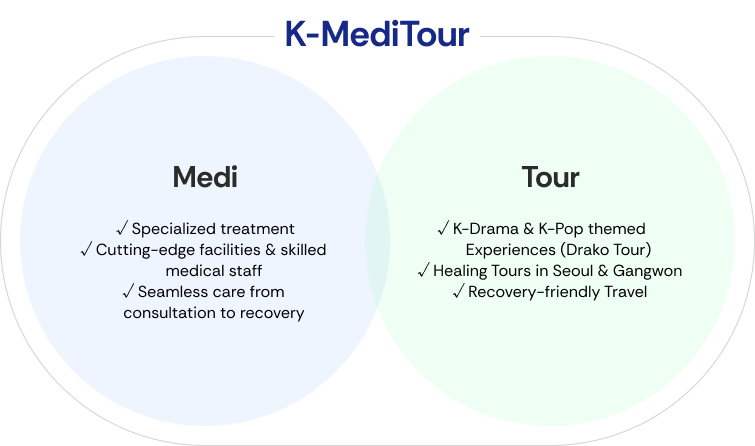 K-MediTour
Medi
✓ Specialized treatment
✓ Cutting-edge facilities & skilled
medical staff
✓ Seamless care from
consultation to recovery
Tour
✓ K-Drama & K-Pop themed
Experiences (Drako Tour)
✓ Healing Tours in Seoul & Gangwon
✓ Recovery-friendly Travel